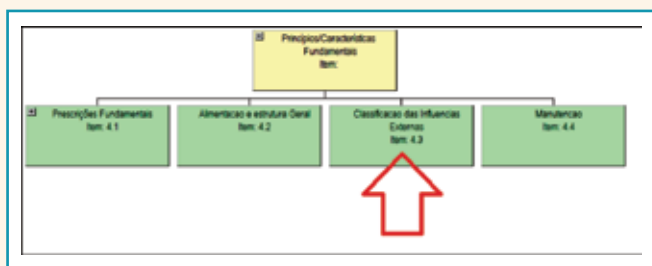 Princípios/Características
Fundamentais
Item:
Prescrições Fundamentais
Item: 4.1
Alimentacao e estrutura Geral
Item: 4.2
Classificacao das Influencias
Externas
Item: 4.3
Manutencao
Item: 4.4